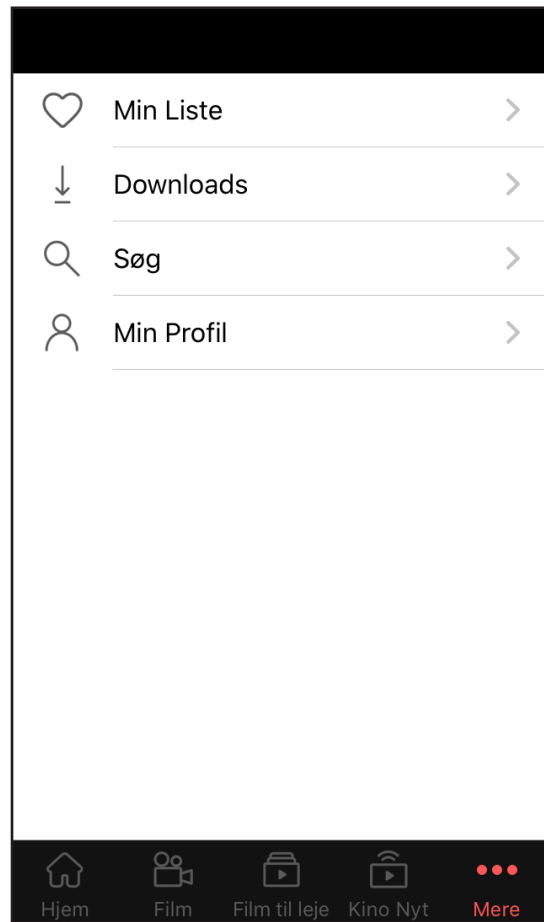 Min Liste
Downloads
Søg
Min Profil
Hjem
Film
Film til leje
Kino Nyt
Mere